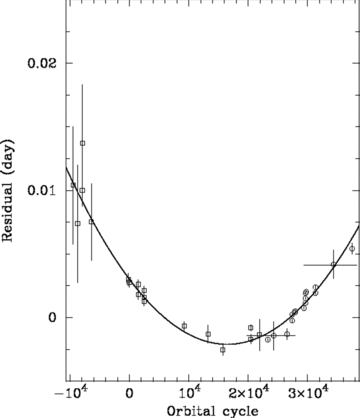 0.02
0.01
0
−10⁴ 0 10⁴ 2×10⁴ 3×10⁴
Residual (day)
Orbital cycle